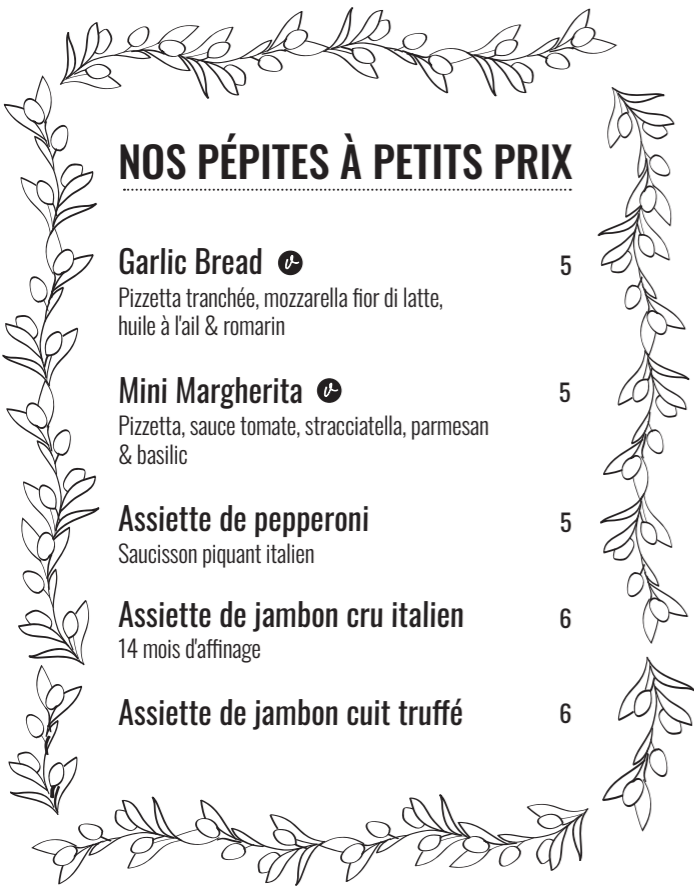 NOS PÉPITES À PETITS PRIX
Garlic Bread v 5
Pizzetta tranchée, mozzarella fior di latte,
huile à l'ail & romarin
Mini Margherita v 5
Pizzetta, sauce tomate, stracciatella, parmesan
& basilic
Assiette de pepperoni 5
Saucisson piquant italien
Assiette de jambon cru italien 6
14 mois d'affinage
Assiette de jambon cuit truffé 6